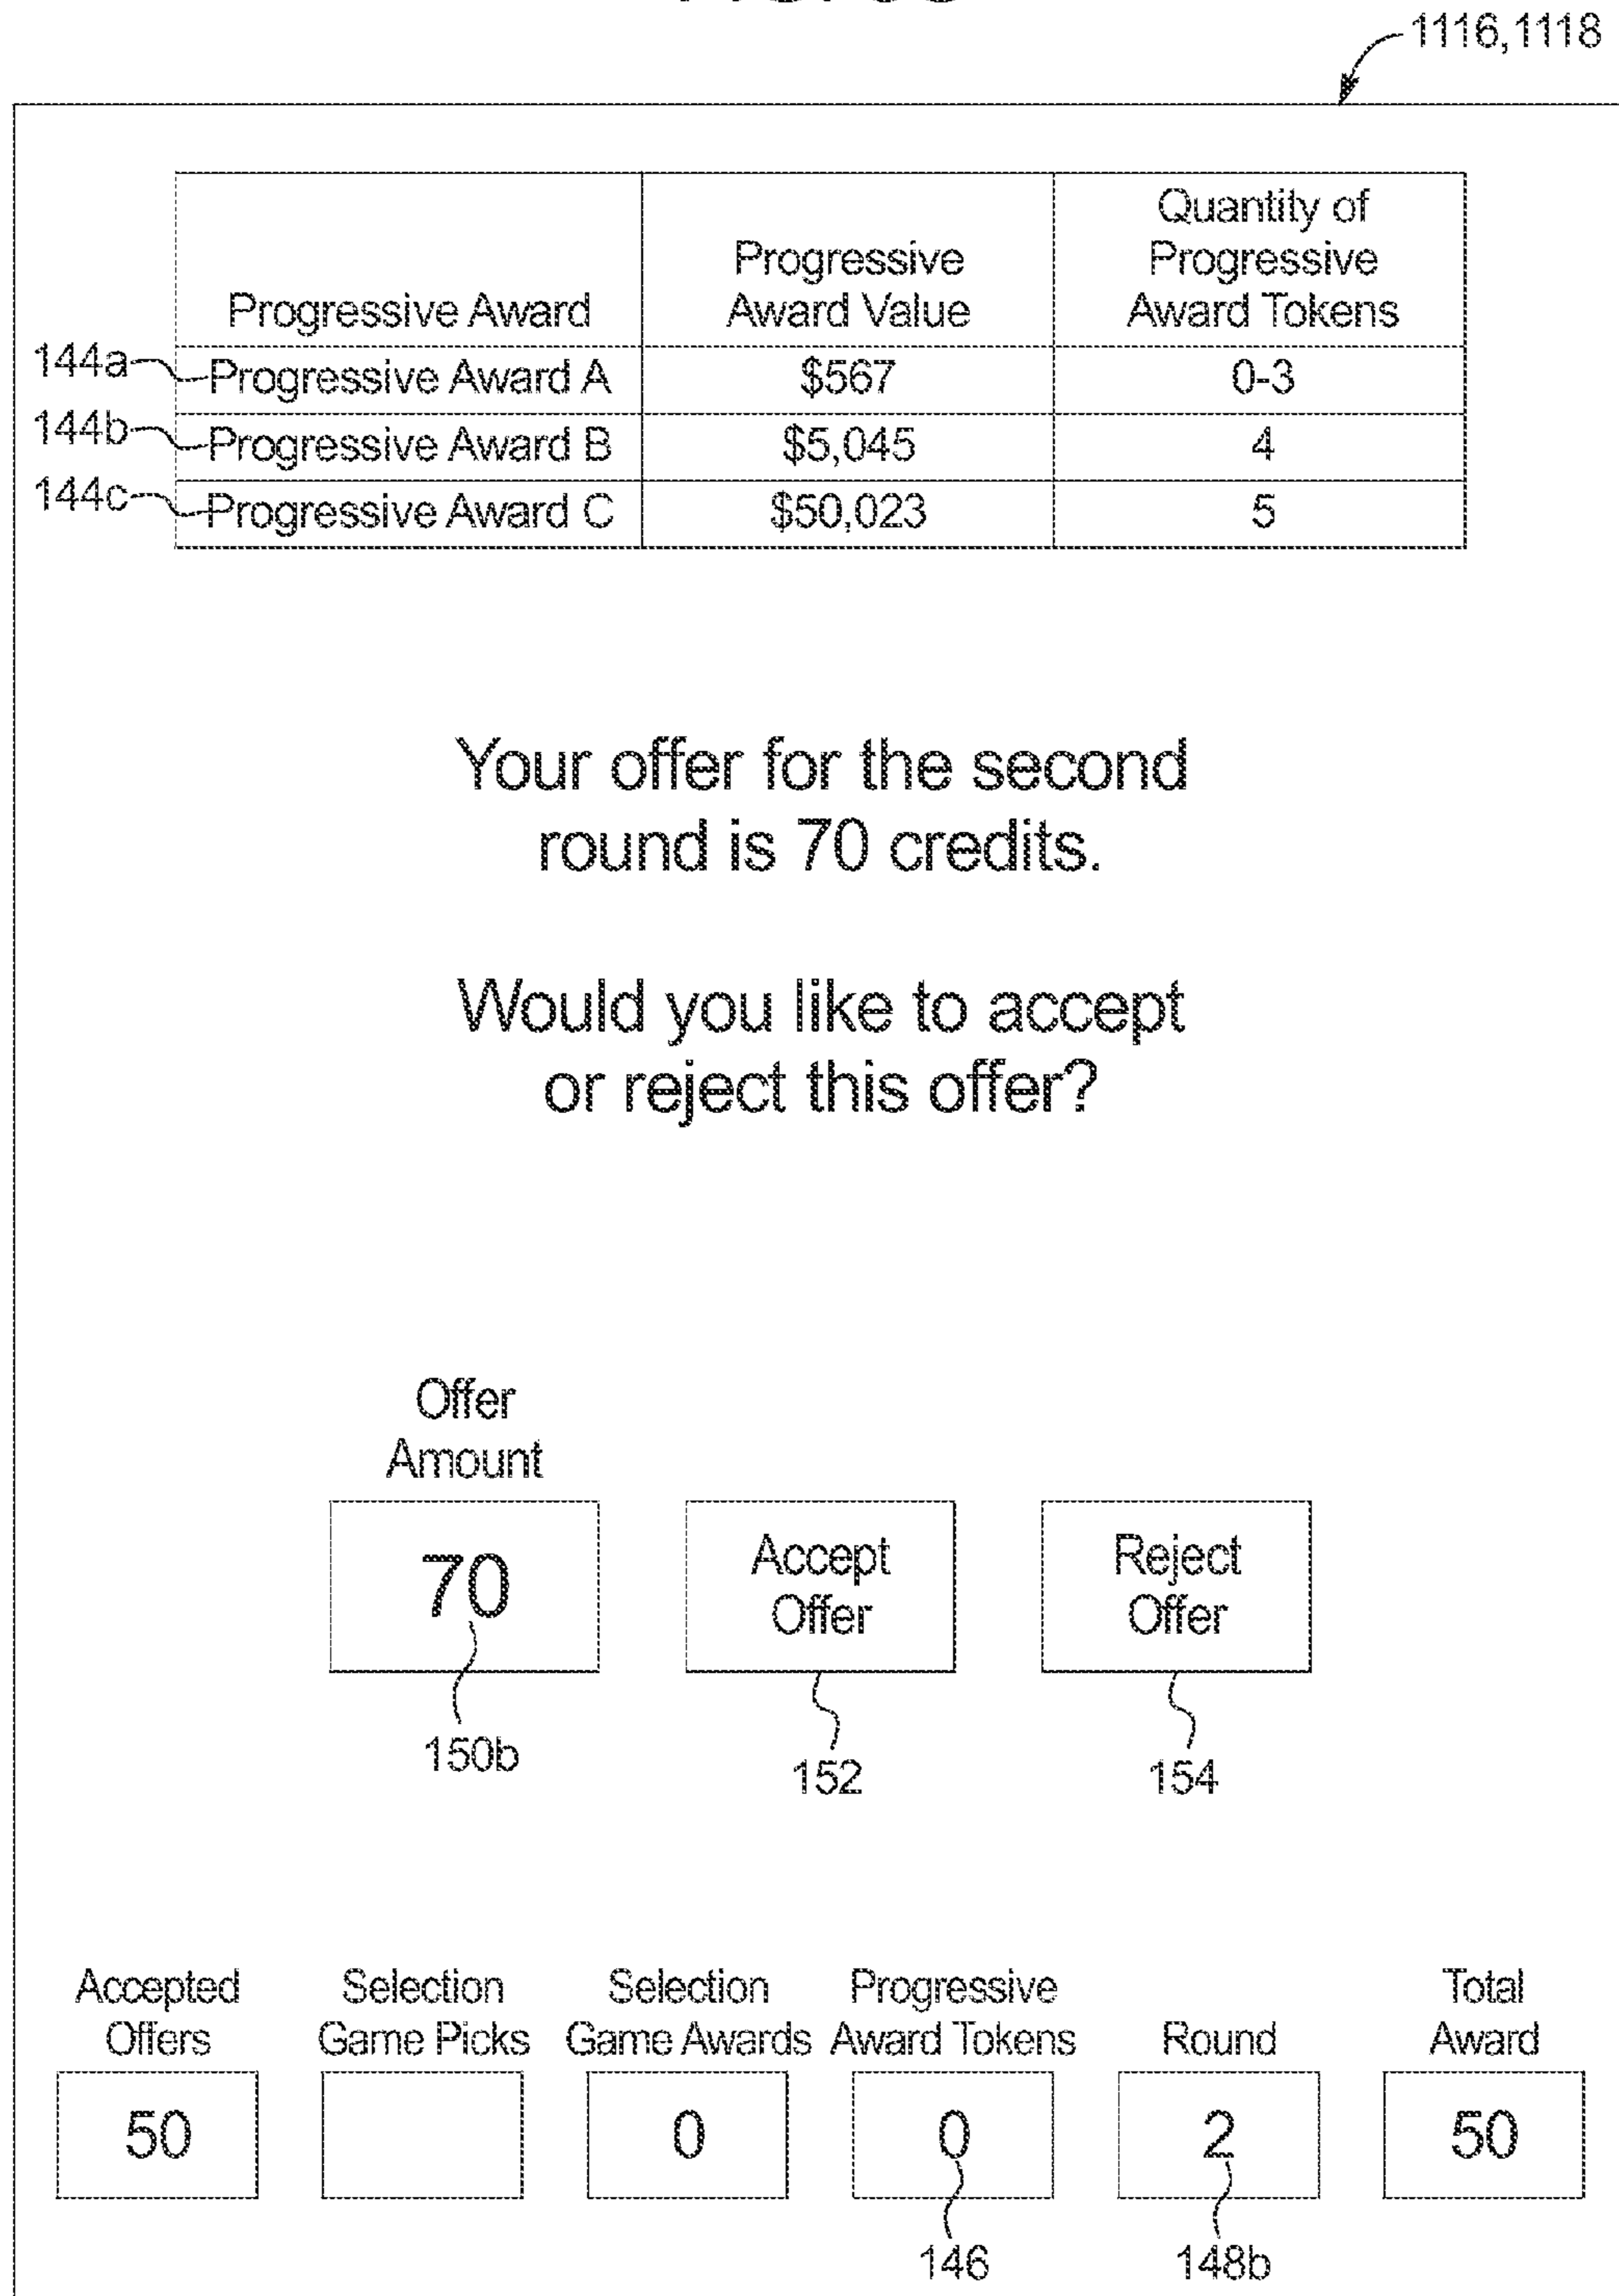 1116,1118
Quantity of
Progressive Progressive
Progressive Award Award Value Award Tokens
144a Progressive Award A $567 0-3
144b Progressive Award B $5,045 4
144c Progressive Award C $50,023 5
Your offer for the second
round is 70 credits.
Would you like to accept
or reject this offer?
Offer
Amount
70 Accept Offer Reject Offer
150b 152 154
Accepted Selection Selection Progressive Total
Offers Game Picks Game Awards Award Tokens Round Award
50 0 0 2 50
146 148b